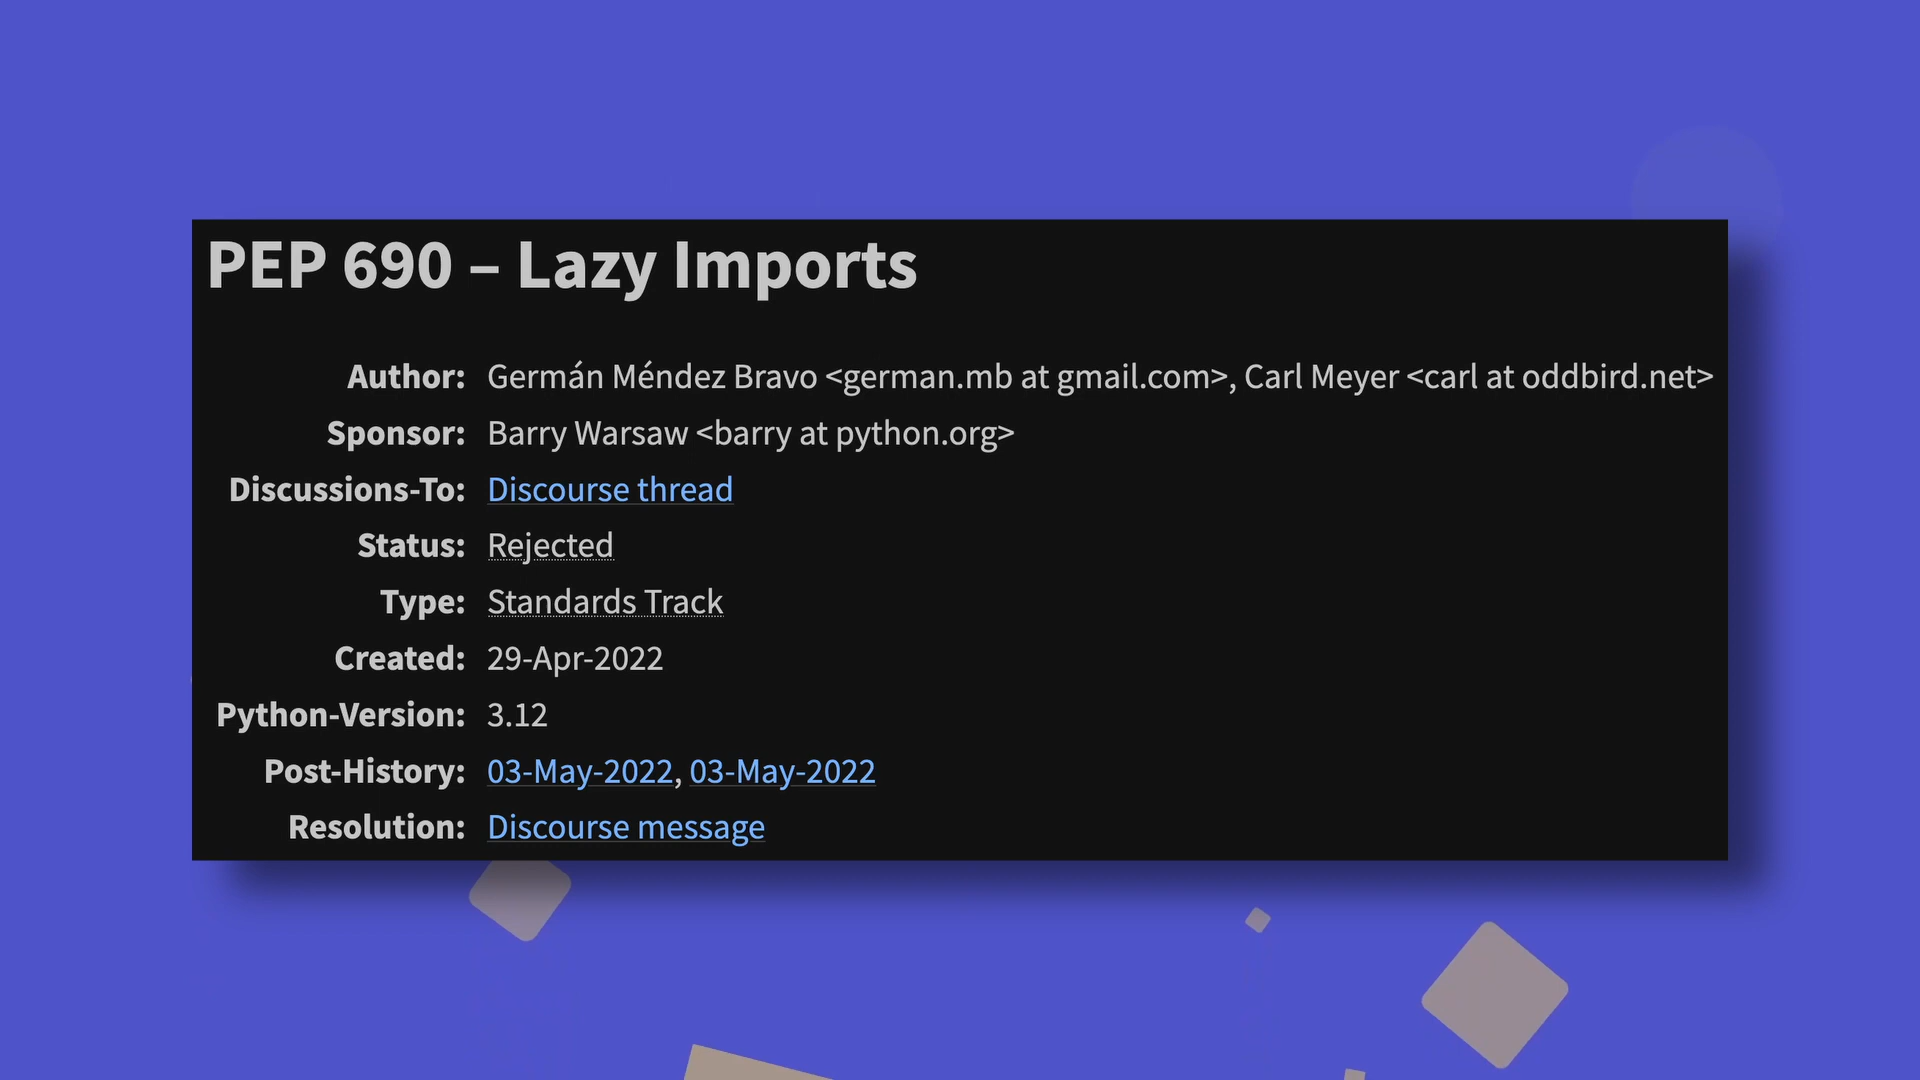 PEP 690 – Lazy Imports
Author: Germán Méndez Bravo <german.mb at gmail.com>, Carl Meyer <carl at oddbird.net>
Sponsor: Barry Warsaw <barry at python.org>
Discussions-To: Discourse thread
Status: Rejected
Type: Standards Track
Created: 29-Apr-2022
Python-Version: 3.12
Post-History: 03-May-2022, 03-May-2022
Resolution: Discourse message